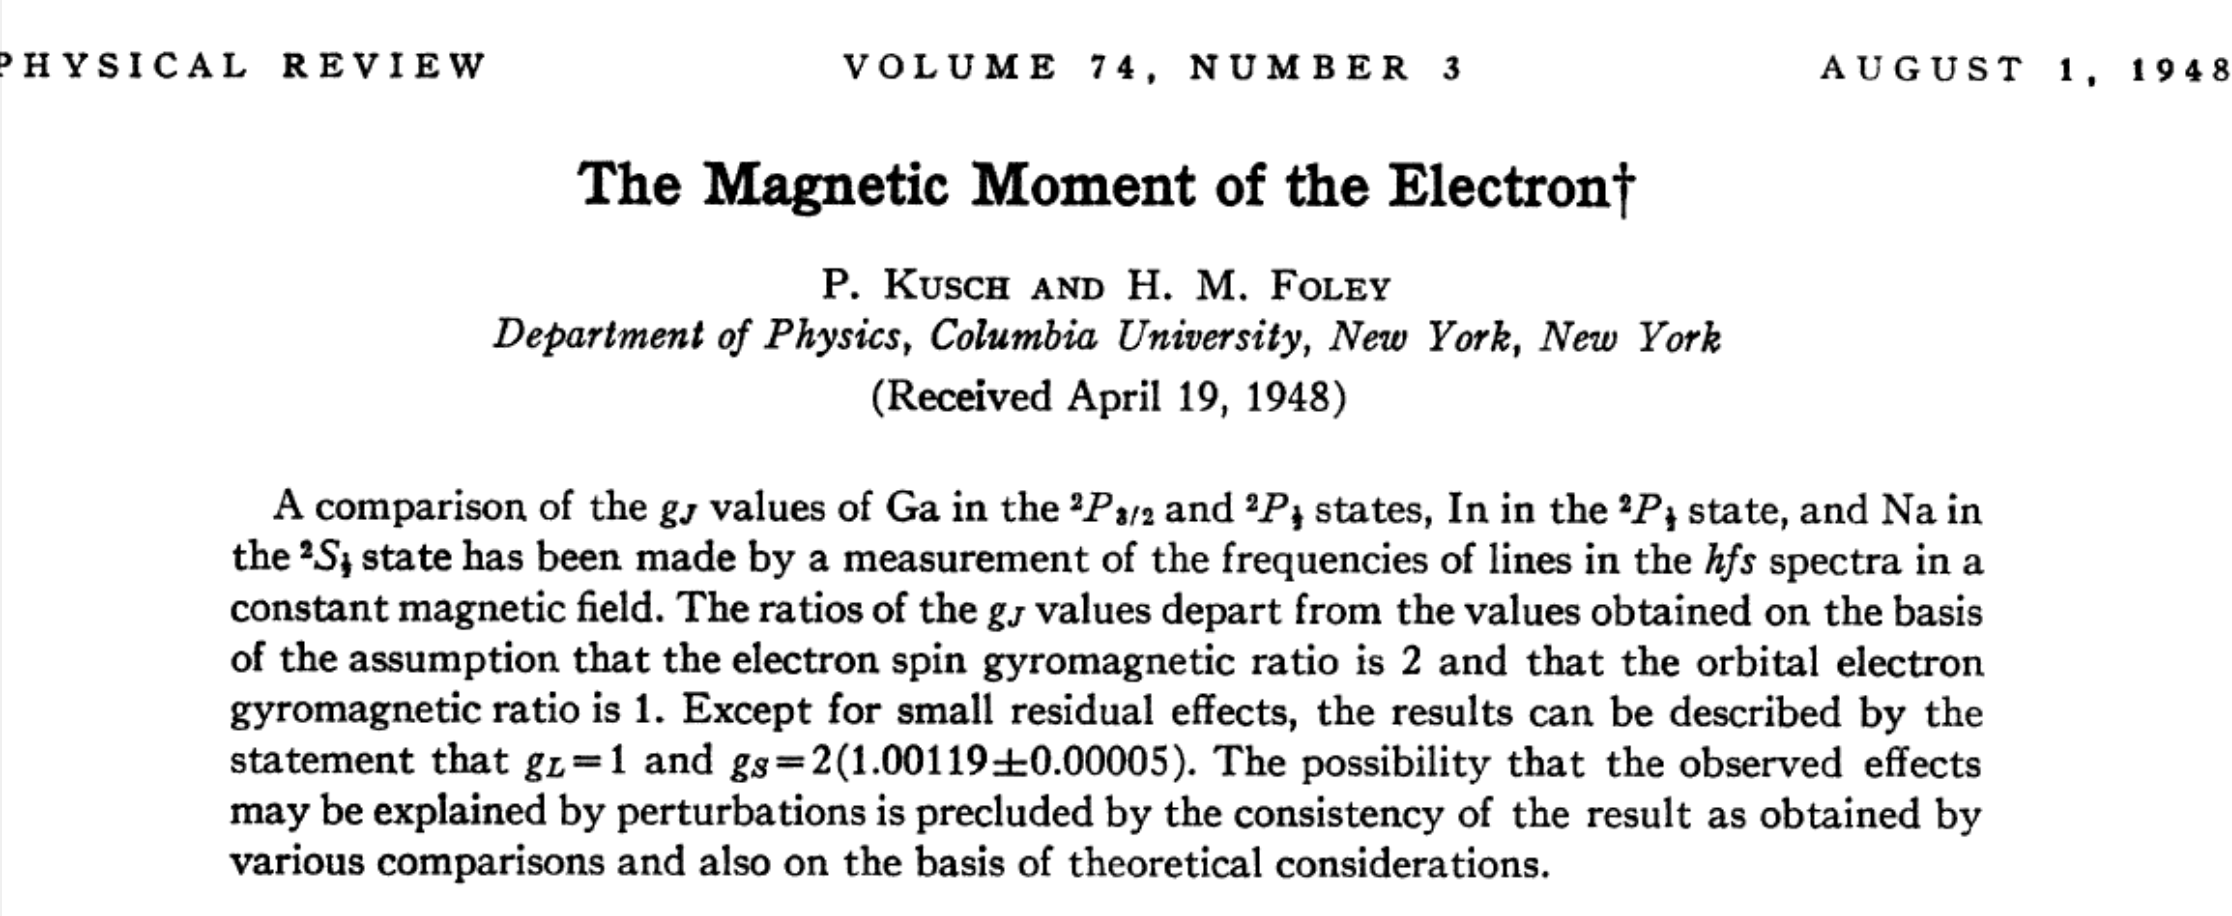 PHYSICAL REVIEW VOLUME 74, NUMBER 3 AUGUST 1, 1948
The Magnetic Moment of the Electron†
P. KUSCH AND H. M. FOLEY
Department of Physics, Columbia University, New York, New York
(Received April 19, 1948)
A comparison of the gJ values of Ga in the ²P3/2 and ²P½ states, In in the ²P½ state, and Na in
the ²S½ state has been made by a measurement of the frequencies of lines in the hfs spectra in a
constant magnetic field. The ratios of the gJ values depart from the values obtained on the basis
of the assumption that the electron spin gyromagnetic ratio is 2 and that the orbital electron
gyromagnetic ratio is 1. Except for small residual effects, the results can be described by the
statement that gL=1 and gS=2(1.00119±0.00005). The possibility that the observed effects
may be explained by perturbations is precluded by the consistency of the result as obtained by
various comparisons and also on the basis of theoretical considerations.